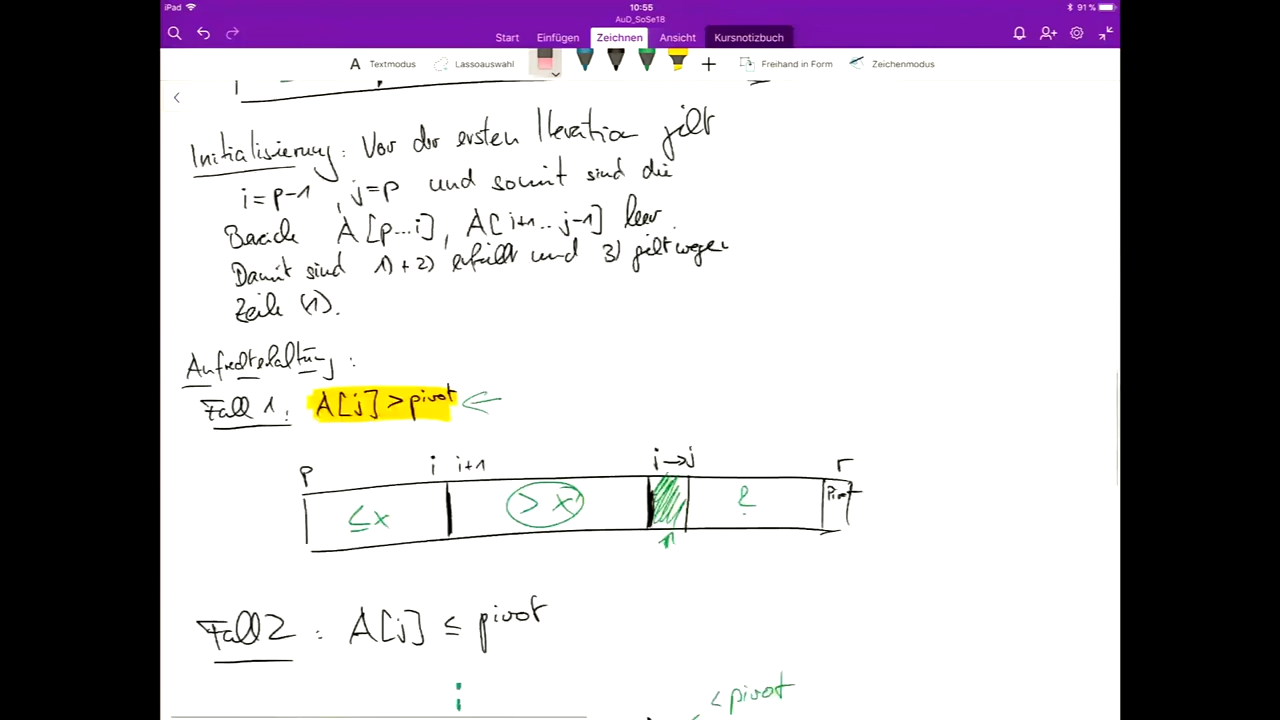 iPad
10:55
91 %
AuD_SoSe18
Start Einfügen Zeichnen Ansicht Kursnotizbuch
A Textmodus Lassoauswahl Freihand in Form Zeichenmodus
Initialisierung: Vor der ersten Iteration gilt
i=p-1, j=p und somit sind die
Bereiche A[p...i], A[i+1..j-1] leer.
Damit sind 1)+2) erfüllt und 3) gilt wegen
Zeile (1).
Aufrechterhaltung:
Fall 1: A[j] > pivot
p i i+1 j→j r
≤x >x ? Pivot
Fall 2: A[j] ≤ pivot
i
< pivot